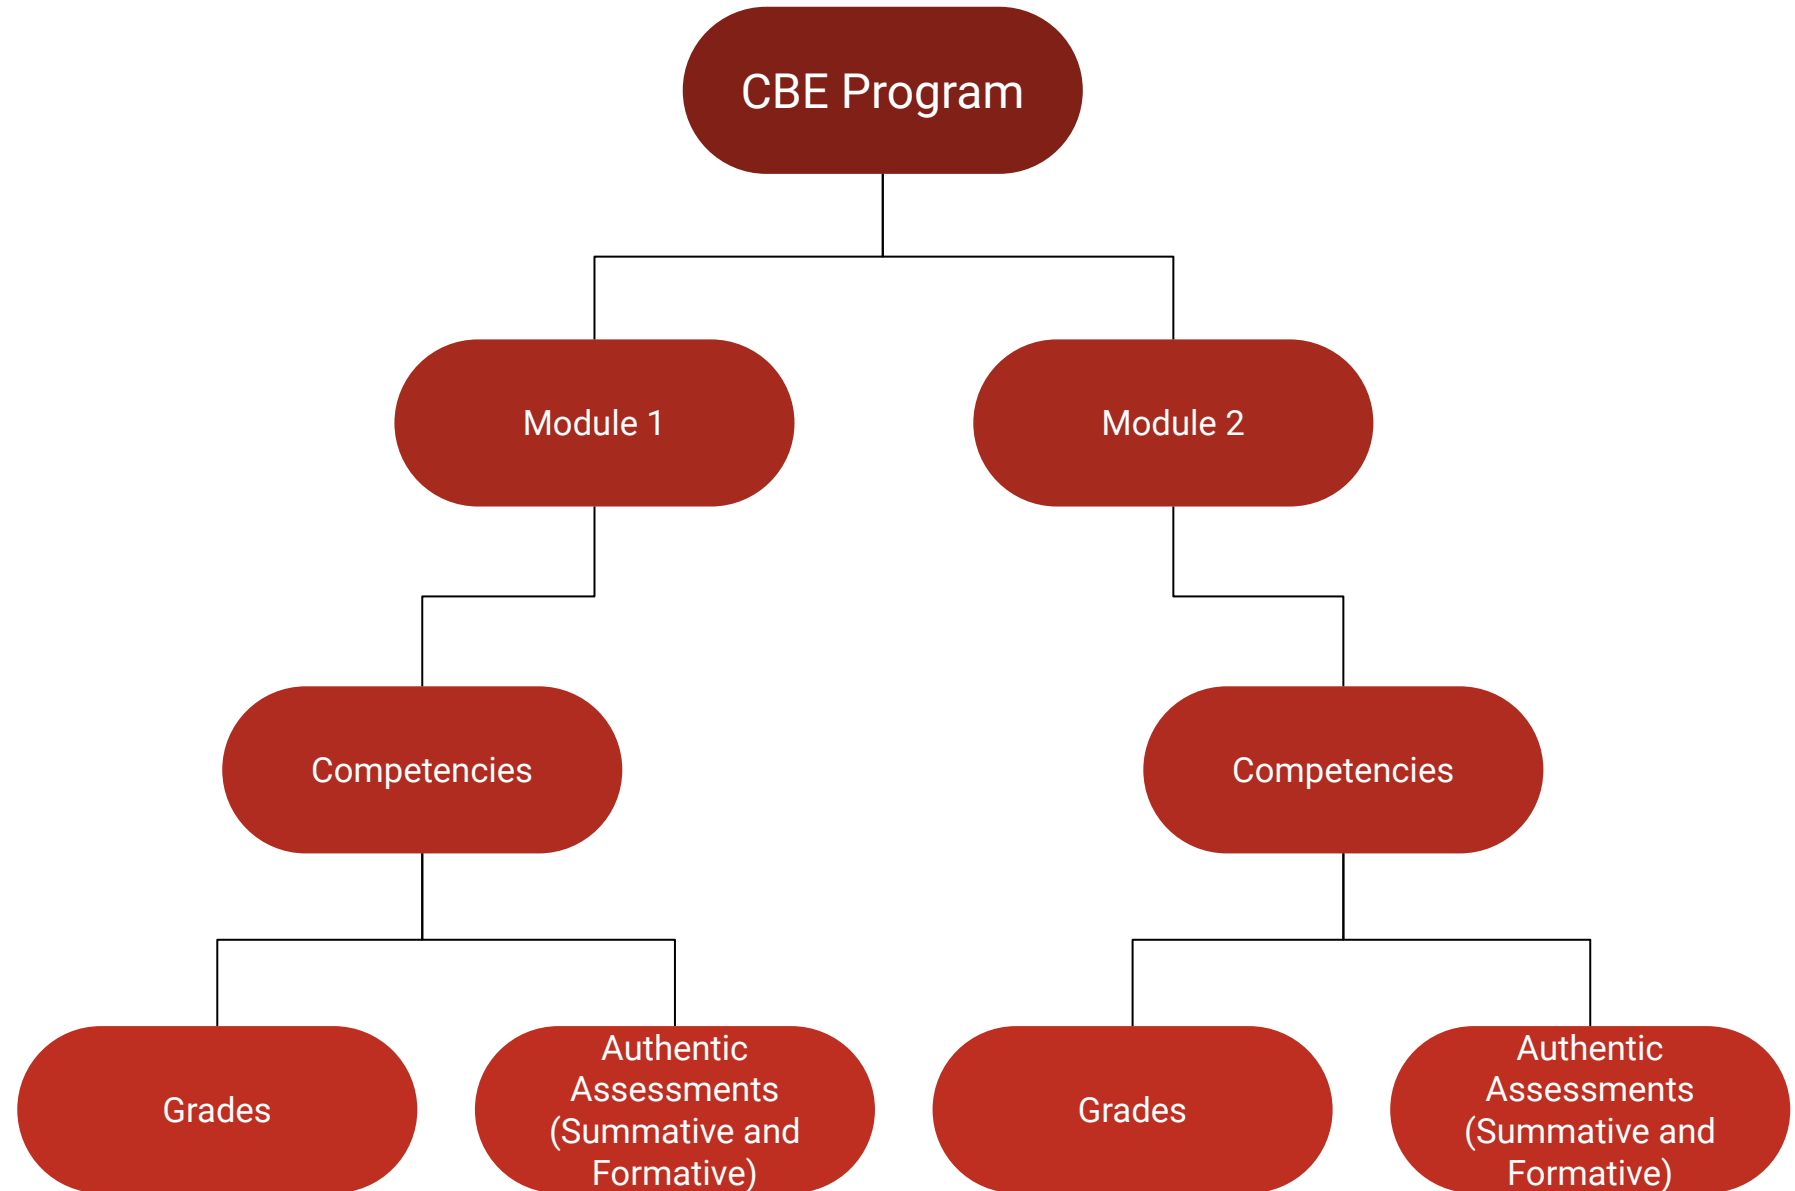 CBE Program
Module 1
Module 2
Competencies
Competencies
Grades
Authentic
Assessments
(Summative and
Formative)
Grades
Authentic
Assessments
(Summative and
Formative)